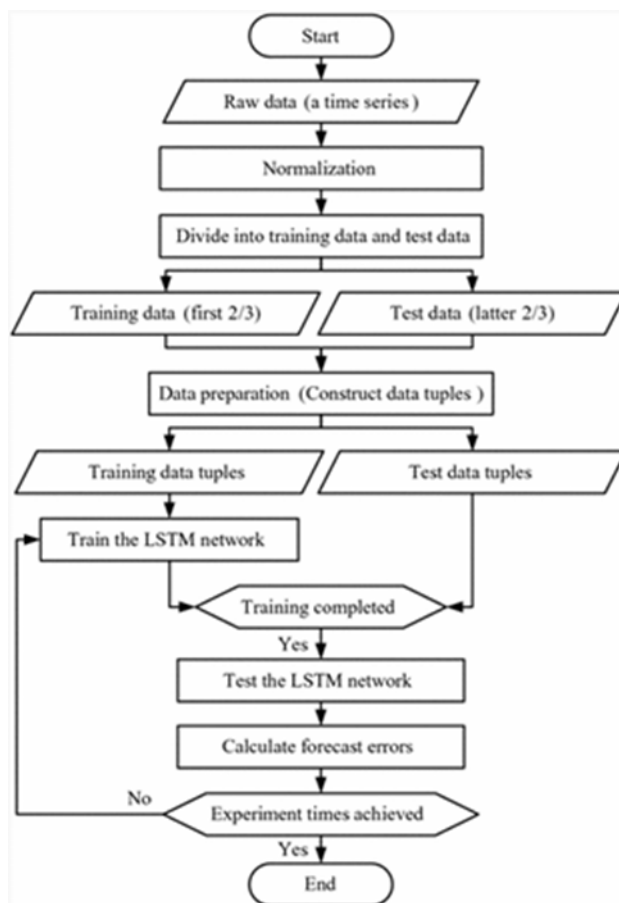 Start
Raw data (a time series)
Normalization
Divide into training data and test data
Training data (first 2/3)
Test data (latter 2/3)
Data preparation (Construct data tuples )
Training data tuples
Test data tuples
Train the LSTM network
Training completed
Yes
Test the LSTM network
Calculate forecast errors
No
Experiment times achieved
Yes
End